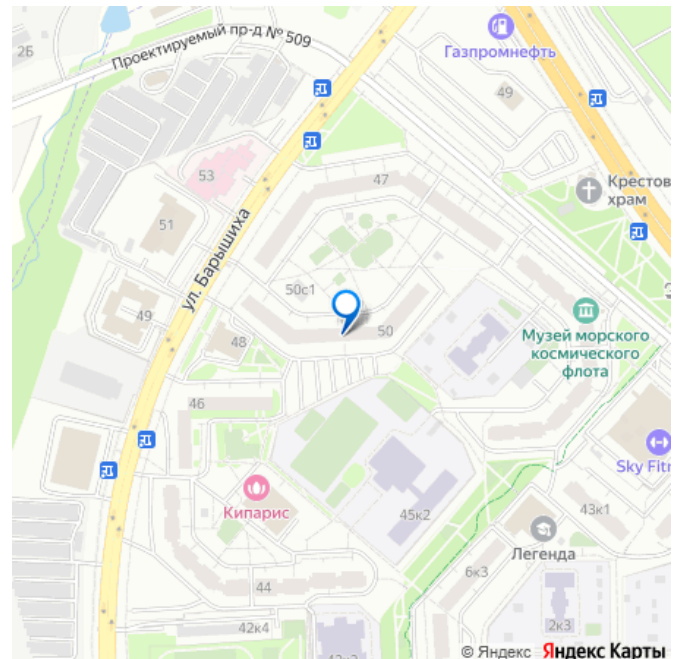 2Б
Проектируемый пр-д № 509
Газпромнефть
49
53
47
Крестов
храм
51
ул. Барышиха
50с1
49
50
48
Музей морского
космического
флота
46
Sky Fitn
Кипарис
45к2
43к1
Легенда
6к3
44
2к3
42к4
© Яндекс Яндекс Карты